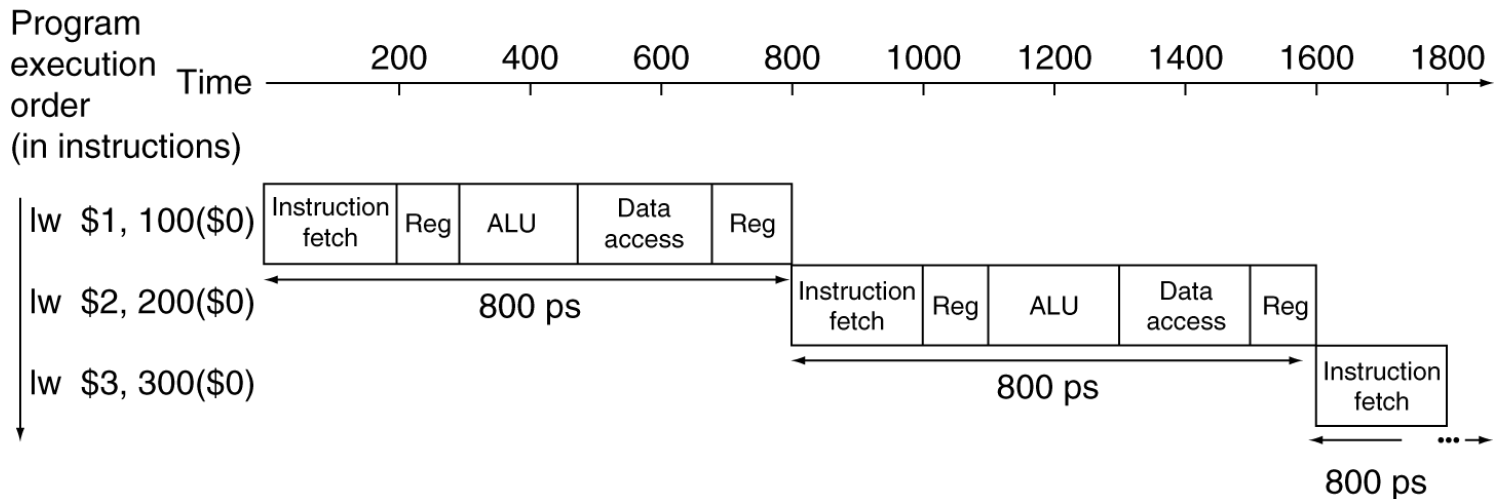 Program
execution
order
(in instructions)
Time
200 400 600 800 1000 1200 1400 1600 1800
lw $1, 100($0)
Instruction
fetch
Reg
ALU
Data
access
Reg
800 ps
lw $2, 200($0)
Instruction
fetch
Reg
ALU
Data
access
Reg
800 ps
lw $3, 300($0)
Instruction
fetch
...
800 ps